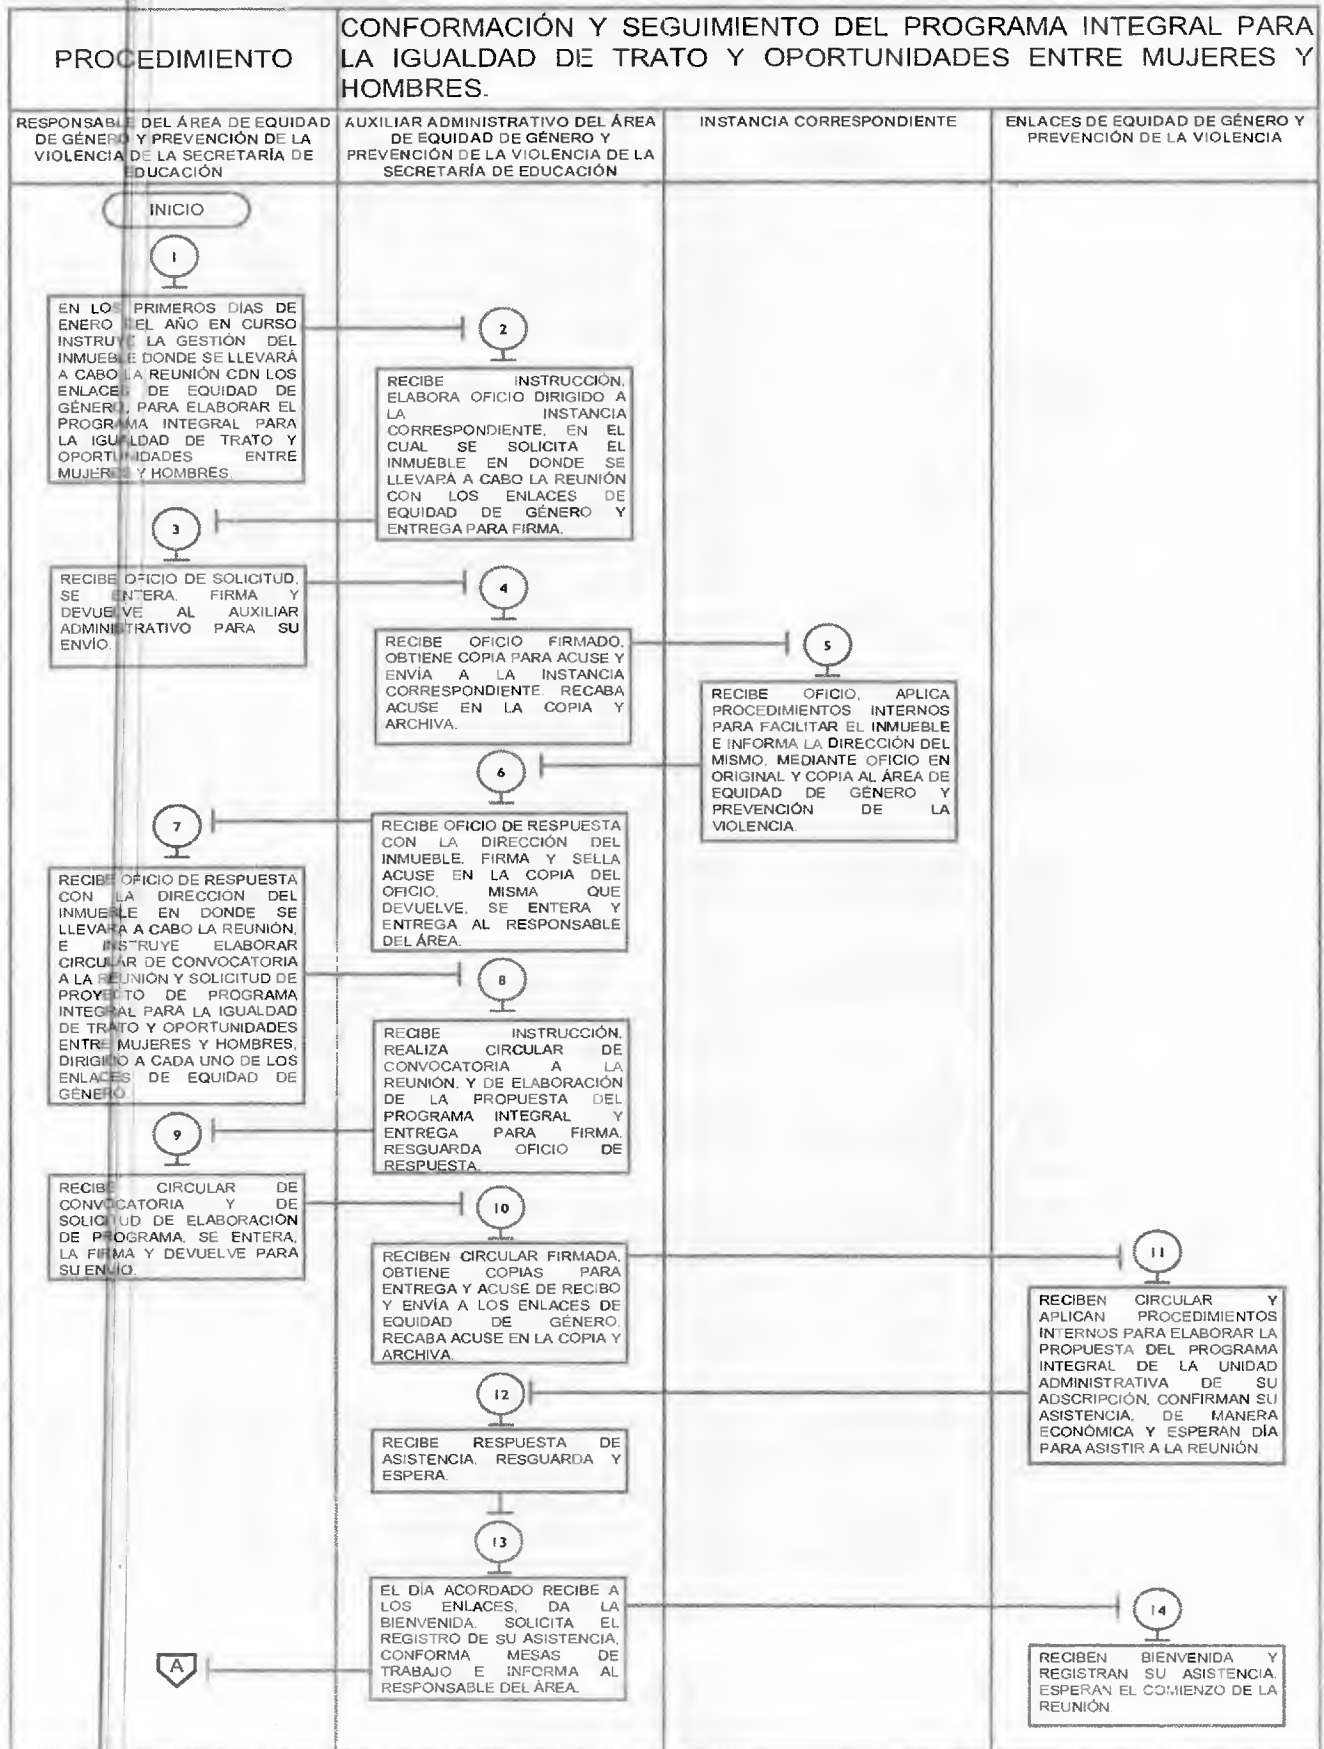 PROCEDIMIENTO
CONFORMACIÓN Y SEGUIMIENTO DEL PROGRAMA INTEGRAL PARA
LA IGUALDAD DE TRATO Y OPORTUNIDADES ENTRE MUJERES Y
HOMBRES.
RESPONSABLE DEL ÁREA DE EQUIDAD
DE GÉNERO Y PREVENCIÓN DE LA
VIOLENCIA DE LA SECRETARÍA DE
EDUCACIÓN
AUXILIAR ADMINISTRATIVO DEL ÁREA
DE EQUIDAD DE GÉNERO Y
PREVENCIÓN DE LA VIOLENCIA DE LA
SECRETARÍA DE EDUCACIÓN
INSTANCIA CORRESPONDIENTE
ENLACES DE EQUIDAD DE GÉNERO Y
PREVENCIÓN DE LA VIOLENCIA
INICIO
1
EN LOS PRIMEROS DIAS DE
ENERO DEL AÑO EN CURSO
INSTRUYE LA GESTIÓN DEL
INMUEBLE DONDE SE LLEVARÁ
A CABO LA REUNIÓN CON LOS
ENLACES DE EQUIDAD DE
GÉNERO, PARA ELABORAR EL
PROGRAMA INTEGRAL PARA
LA IGUALDAD DE TRATO Y
OPORTUNIDADES ENTRE
MUJERES Y HOMBRES.
2
RECIBE INSTRUCCIÓN,
ELABORA OFICIO DIRIGIDO A
LA INSTANCIA
CORRESPONDIENTE, EN EL
CUAL SE SOLICITA EL
INMUEBLE EN DONDE SE
LLEVARÁ A CABO LA REUNIÓN
CON LOS ENLACES DE
EQUIDAD DE GÉNERO Y
ENTREGA PARA FIRMA.
3
RECIBE OFICIO DE SOLICITUD,
SE ENTERA, FIRMA Y
DEVUELVE AL AUXILIAR
ADMINISTRATIVO PARA SU
ENVÍO.
4
RECIBE OFICIO FIRMADO,
OBTIENE COPIA PARA ACUSE Y
ENVÍA A LA INSTANCIA
CORRESPONDIENTE. RECABA
ACUSE EN LA COPIA Y
ARCHIVA.
5
RECIBE OFICIO, APLICA
PROCEDIMIENTOS INTERNOS
PARA FACILITAR EL INMUEBLE
E INFORMA LA DIRECCIÓN DEL
MISMO, MEDIANTE OFICIO EN
ORIGINAL Y COPIA AL ÁREA DE
EQUIDAD DE GÉNERO Y
PREVENCIÓN DE LA
VIOLENCIA.
6
RECIBE OFICIO DE RESPUESTA
CON LA DIRECCIÓN DEL
INMUEBLE, FIRMA Y SELLA
ACUSE EN LA COPIA DEL
OFICIO, MISMA QUE
DEVUELVE, SE ENTERA Y
ENTREGA AL RESPONSABLE
DEL ÁREA.
7
RECIBE OFICIO DE RESPUESTA
CON LA DIRECCIÓN DEL
INMUEBLE EN DONDE SE
LLEVARA A CABO LA REUNIÓN,
E INSTRUYE ELABORAR
CIRCULAR DE CONVOCATORIA
A LA REUNIÓN Y SOLICITUD DE
PROYECTO DE PROGRAMA
INTEGRAL PARA LA IGUALDAD
DE TRATO Y OPORTUNIDADES
ENTRE MUJERES Y HOMBRES,
DIRIGIDO A CADA UNO DE LOS
ENLACES DE EQUIDAD DE
GÉNERO.
8
RECIBE INSTRUCCIÓN,
REALIZA CIRCULAR DE
CONVOCATORIA A LA
REUNIÓN, Y DE ELABORACIÓN
DE LA PROPUESTA DEL
PROGRAMA INTEGRAL Y
ENTREGA PARA FIRMA.
RESGUARDA OFICIO DE
RESPUESTA.
9
RECIBE CIRCULAR DE
CONVOCATORIA Y DE
SOLICITUD DE ELABORACIÓN
DE PROGRAMA, SE ENTERA,
LA FIRMA Y DEVUELVE PARA
SU ENVIO.
10
RECIBEN CIRCULAR FIRMADA,
OBTIENE COPIAS PARA
ENTREGA Y ACUSE DE RECIBO
Y ENVÍA A LOS ENLACES DE
EQUIDAD DE GÉNERO.
RECABA ACUSE EN LA COPIA Y
ARCHIVA.
11
RECIBEN CIRCULAR Y
APLICAN PROCEDIMIENTOS
INTERNOS PARA ELABORAR LA
PROPUESTA DEL PROGRAMA
INTEGRAL DE LA UNIDAD
ADMINISTRATIVA DE SU
ADSCRIPCIÓN, CONFIRMAN SU
ASISTENCIA, DE MANERA
ECONÓMICA Y ESPERAN DÍA
PARA ASISTIR A LA REUNIÓN.
12
RECIBE RESPUESTA DE
ASISTENCIA, RESGUARDA Y
ESPERA.
13
EL DÍA ACORDADO RECIBE A
LOS ENLACES, DA LA
BIENVENIDA, SOLICITA EL
REGISTRO DE SU ASISTENCIA,
CONFORMA MESAS DE
TRABAJO E INFORMA AL
RESPONSABLE DEL ÁREA.
14
RECIBEN BIENVENIDA Y
REGISTRAN SU ASISTENCIA.
ESPERAN EL COMIENZO DE LA
REUNIÓN.
A